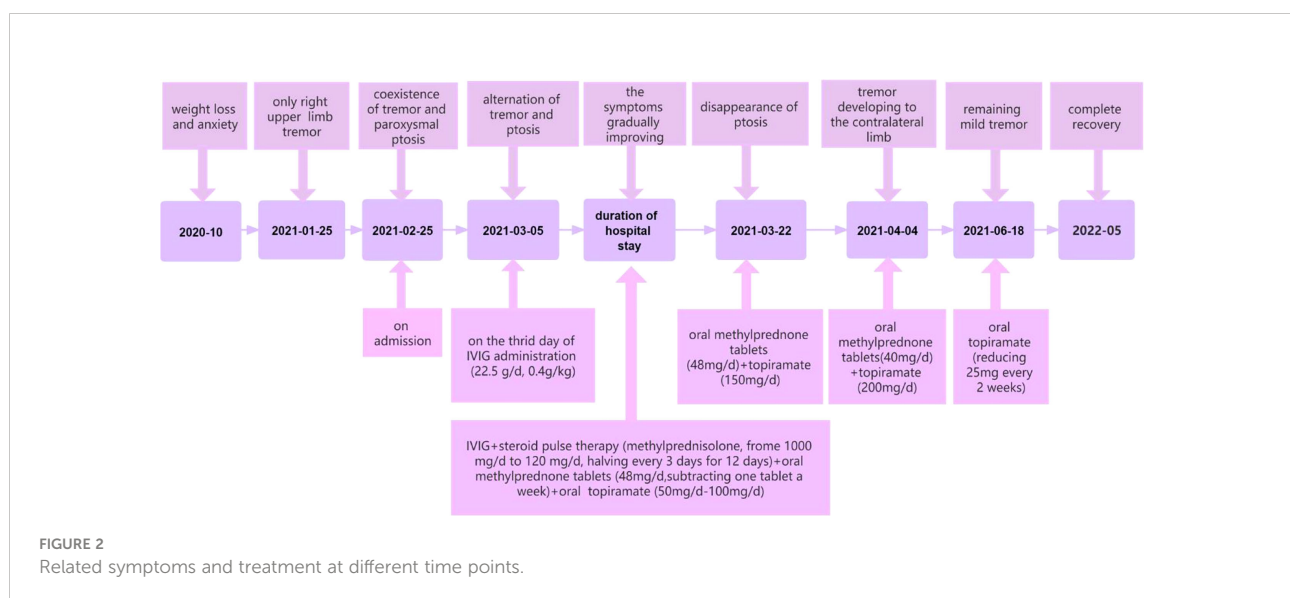 weight loss
and anxiety
only right
upper limb
tremor
coexistence
of tremor and
paroxysmal
ptosis
alternation of
tremor and
ptosis
the
symptoms
gradually
improving
disappearance of
ptosis
tremor
developing to
the contralateral
limb
remaining
mild tremor
complete
recovery
2020-10
2021-01-25
2021-02-25
2021-03-05
duration of
hospital
stay
2021-03-22
2021-04-04
2021-06-18
2022-05
on
admission
on the thrid day of
IVIG administration
(22.5 g/d, 0.4g/kg)
oral methylprednone
tablets
(48mg/d)+topiramate
(150mg/d)
oral
methylprednone
tablets(40mg/d)
+topiramate
(200mg/d)
oral
topiramate
(reducing
25mg every
2 weeks)
IVIG+steroid pulse therapy (methylprednisolone, frome 1000
mg/d to 120 mg/d, halving every 3 days for 12 days)+oral
methylprednone tablets (48mg/d,subtracting one tablet a
week)+oral topiramate (50mg/d-100mg/d)
FIGURE 2
Related symptoms and treatment at different time points.